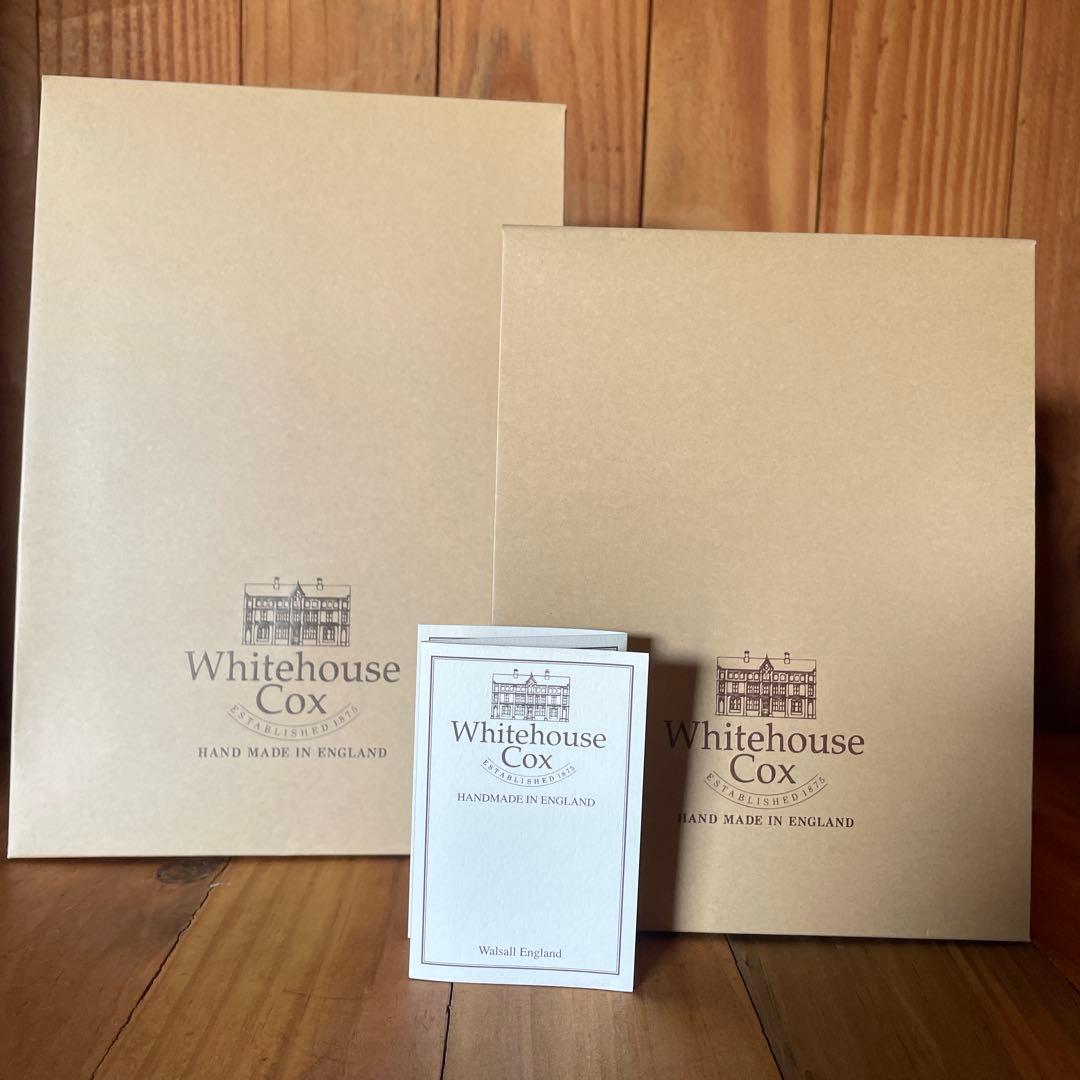 Whitehouse
Cox
ESTABLISHED 1875
HAND MADE IN ENGLAND
Whitehouse
Cox
ESTABLISHED 1875
HANDMADE IN ENGLAND
Walsall England
Whitehouse
Cox
ESTABLISHED 1875
HAND MADE IN ENGLAND